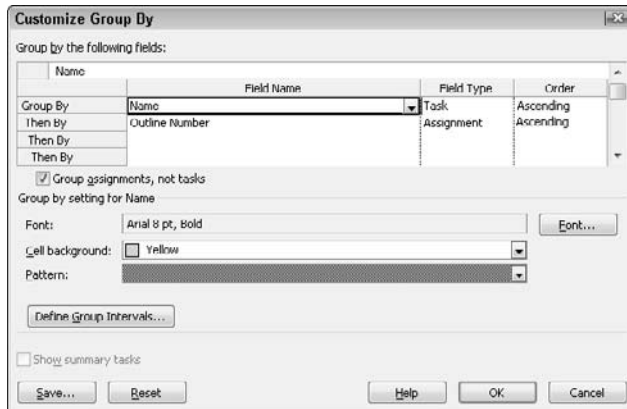 Customize Group By
Group by the following fields:
Name
Field Name Field Type Order
Group By Name Task Ascending
Then By Outline Number Assignment Ascending
Then By
Then By
Group assignments, not tasks
Group by setting for Name
Font: Arial 8 pt, Bold Font...
Cell background: Yellow
Pattern:
Define Group Intervals...
Show summary tasks
Save... Reset Help OK Cancel